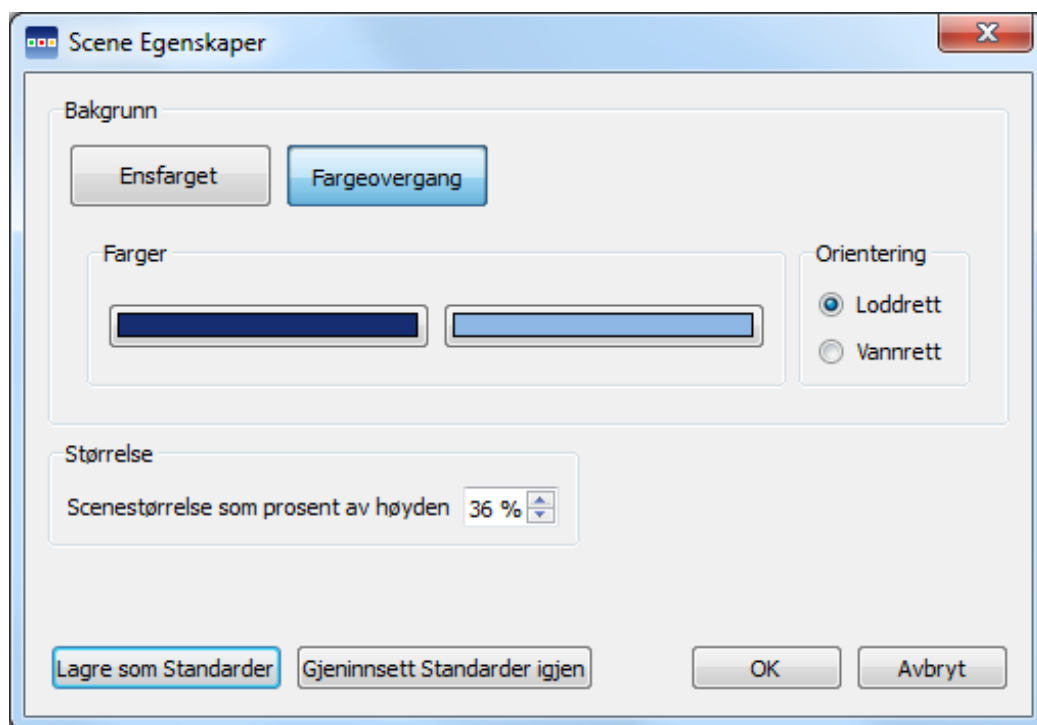 Scene Egenskaper
Bakgrunn
Ensfarget
Fargeovergang
Farger
Orientering
Loddrett
Vannrett
Størrelse
Scenestørrelse som prosent av høyden 36 %
Lagre som Standarder
Gjeninnsett Standarder igjen
OK
Avbryt